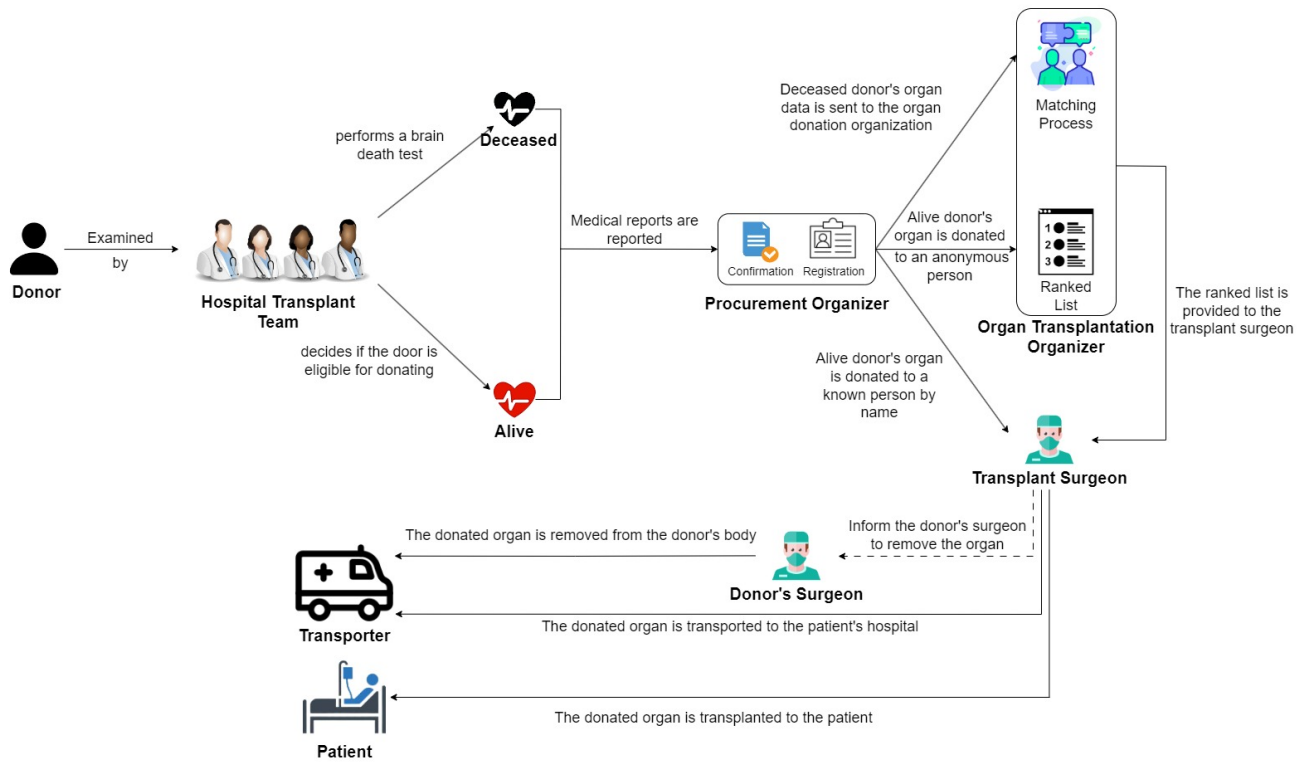 Donor
Examined
by
Hospital Transplant
Team
performs a brain
death test
Deceased
decides if the door is
eligible for donating
Alive
Medical reports are
reported
Confirmation
Registration
Procurement Organizer
Deceased donor's organ
data is sent to the organ
donation organization
Alive donor's
organ is donated
to an anonymous
person
Alive donor's organ
is donated to a
known person by
name
Matching
Process
1
2
3
Ranked
List
Organ Transplantation
Organizer
The ranked list is
provided to the
transplant surgeon
Transplant Surgeon
Inform the donor's surgeon
to remove the organ
Donor's Surgeon
The donated organ is removed from the donor's body
Transporter
The donated organ is transported to the patient's hospital
The donated organ is transplanted to the patient
Patient